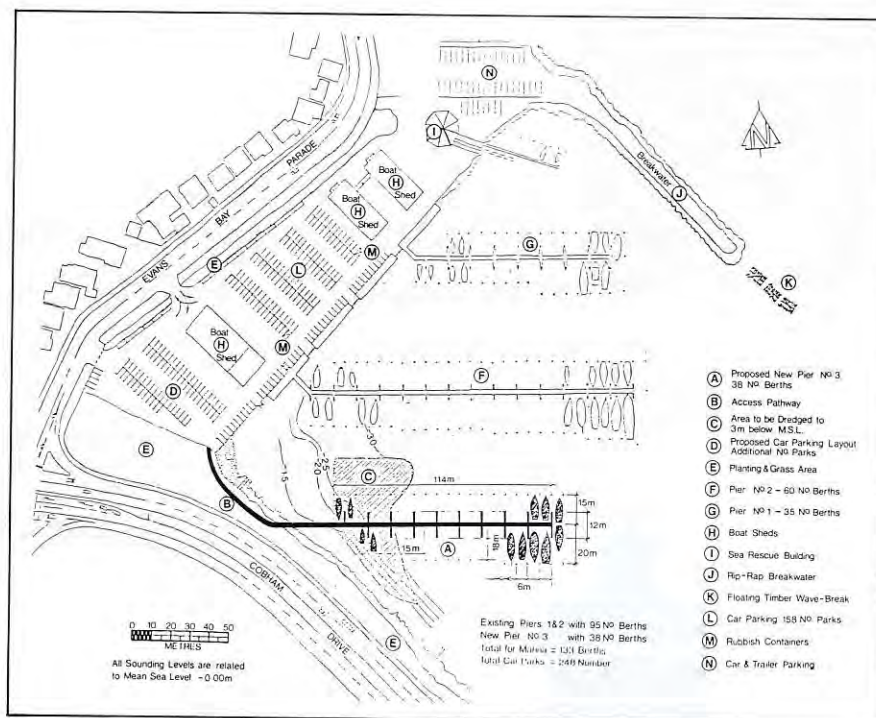 N
N
I
Breakwater
J
K
EVANS
BAY
PARADE
Boat
H
Shed
Boat
H
Shed
E
L
M
G
Boat
H
Shed
M
D
F
E
B
C
-15
-20
-25
-30
114m
15m
12m
20m
18m
15m
A
6m
COBHAM
DRIVE
E
0 10 20 30 40 50
METRES
All Sounding Levels are related
to Mean Sea Level -0·00m
Existing Piers 1&2 with 95 Nº Berths
New Pier Nº 3 with 38 Nº Berths
Total for Marina = 133 Berths
Total Car Parks = 248 Number
A Proposed New Pier Nº 3
38 Nº Berths
B Access Pathway
C Area to be Dredged to
3m below M.S.L.
D Proposed Car Parking Layout
Additional Nº Parks
E Planting & Grass Area
F Pier Nº 2 - 60 Nº Berths
G Pier Nº 1 - 35 Nº Berths
H Boat Sheds
I Sea Rescue Building
J Rip-Rap Breakwater
K Floating Timber Wave-Break
L Car Parking 158 Nº Parks
M Rubbish Containers
N Car & Trailer Parking